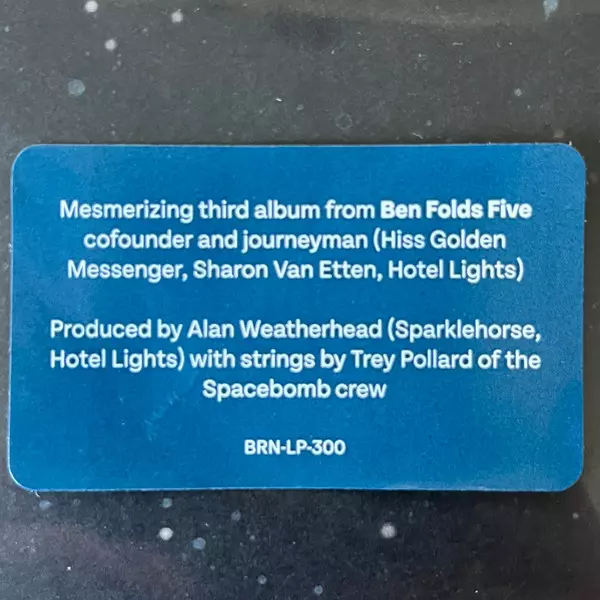 Mesmerizing third album from Ben Folds Five
cofounder and journeyman (Hiss Golden
Messenger, Sharon Van Etten, Hotel Lights)
Produced by Alan Weatherhead (Sparklehorse,
Hotel Lights) with strings by Trey Pollard of the
Spacebomb crew
BRN-LP-300